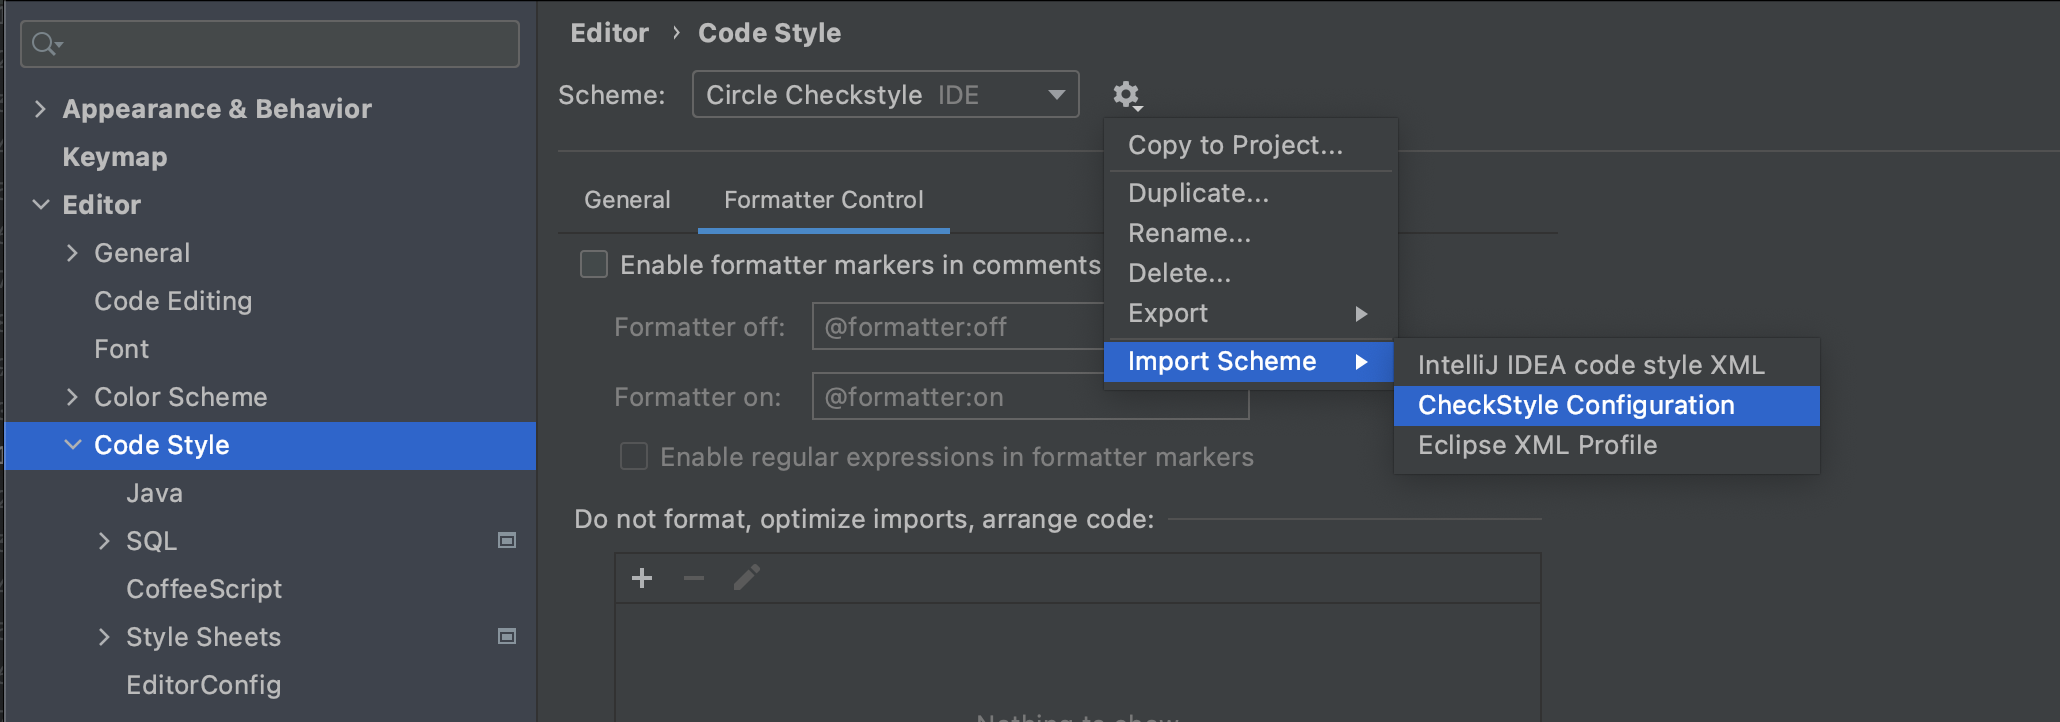 Appearance & Behavior
Keymap
Editor
General
Code Editing
Font
Color Scheme
Code Style
Java
SQL
CoffeeScript
Style Sheets
EditorConfig
Editor › Code Style
Scheme: Circle Checkstyle IDE
General Formatter Control
Enable formatter markers in comments
Formatter off: @formatter:off
Formatter on: @formatter:on
Enable regular expressions in formatter markers
Do not format, optimize imports, arrange code:
Nothing to show
Copy to Project...
Duplicate...
Rename...
Delete...
Export
Import Scheme
IntelliJ IDEA code style XML
CheckStyle Configuration
Eclipse XML Profile